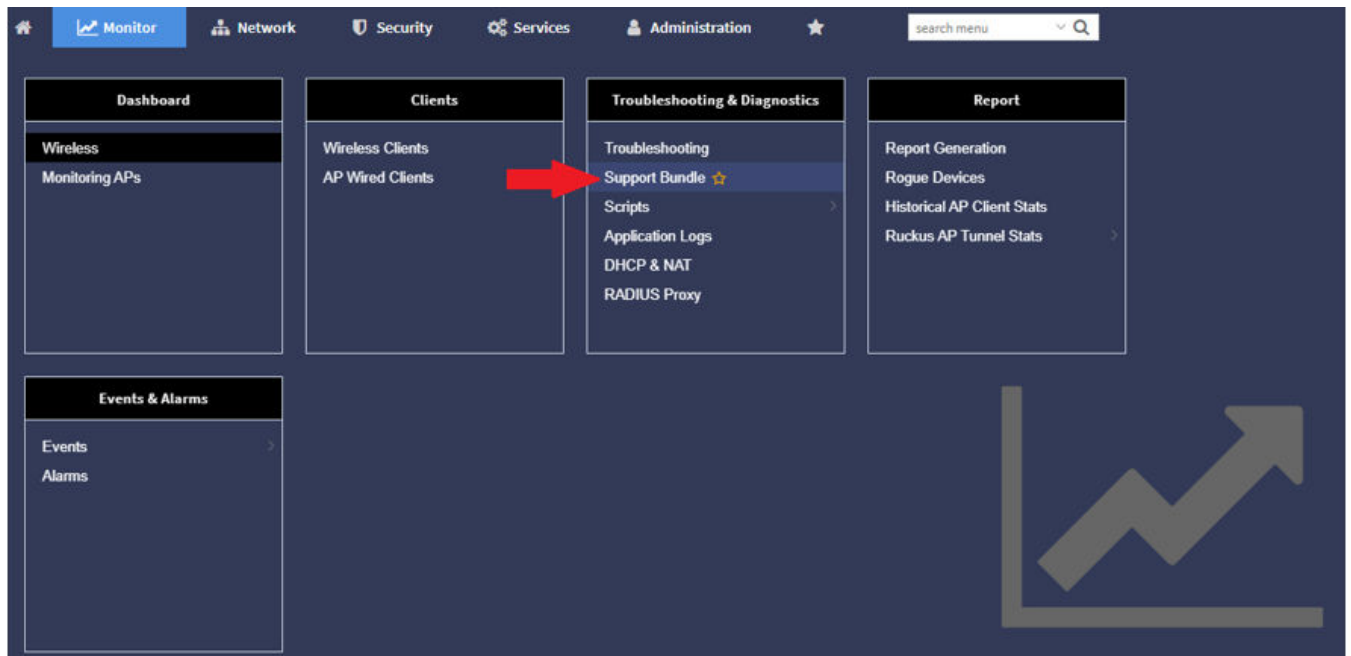 Monitor
Network
Security
Services
Administration
search menu
Dashboard
Wireless
Monitoring APs
Clients
Wireless Clients
AP Wired Clients
Troubleshooting & Diagnostics
Troubleshooting
Support Bundle
Scripts
Application Logs
DHCP & NAT
RADIUS Proxy
Report
Report Generation
Rogue Devices
Historical AP Client Stats
Ruckus AP Tunnel Stats
Events & Alarms
Events
Alarms